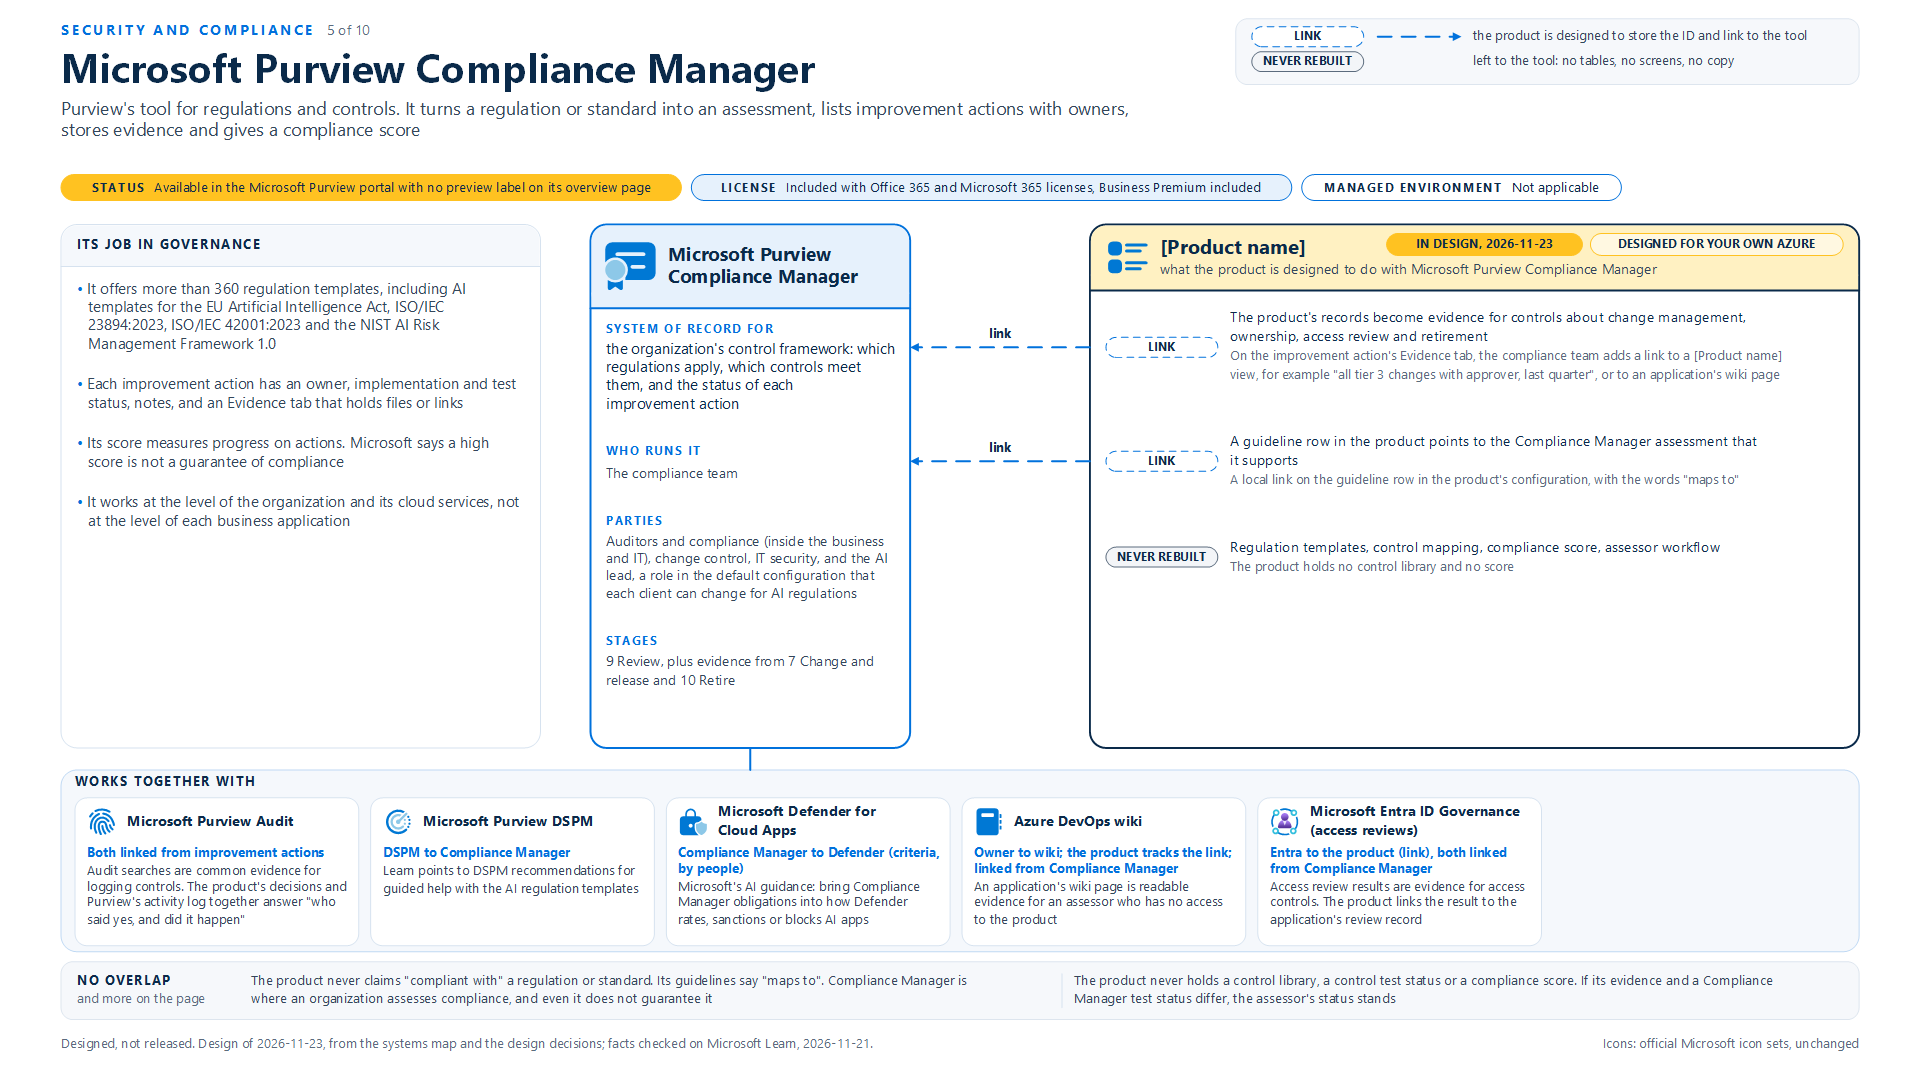 SECURITY AND COMPLIANCE 5 of 10
Microsoft Purview Compliance Manager
Purview's tool for regulations and controls. It turns a regulation or standard into an assessment, lists improvement actions with owners,
stores evidence and gives a compliance score
LINK the product is designed to store the ID and link to the tool
NEVER REBUILT left to the tool: no tables, no screens, no copy
STATUS Available in the Microsoft Purview portal with no preview label on its overview page
LICENSE Included with Office 365 and Microsoft 365 licenses, Business Premium included
MANAGED ENVIRONMENT Not applicable
ITS JOB IN GOVERNANCE
• It offers more than 360 regulation templates, including AI
templates for the EU Artificial Intelligence Act, ISO/IEC
23894:2023, ISO/IEC 42001:2023 and the NIST AI Risk
Management Framework 1.0
• Each improvement action has an owner, implementation and test
status, notes, and an Evidence tab that holds files or links
• Its score measures progress on actions. Microsoft says a high
score is not a guarantee of compliance
• It works at the level of the organization and its cloud services, not
at the level of each business application
Microsoft Purview
Compliance Manager
SYSTEM OF RECORD FOR
the organization's control framework: which
regulations apply, which controls meet
them, and the status of each
improvement action
WHO RUNS IT
The compliance team
PARTIES
Auditors and compliance (inside the business
and IT), change control, IT security, and the AI
lead, a role in the default configuration that
each client can change for AI regulations
STAGES
9 Review, plus evidence from 7 Change and
release and 10 Retire
link
link
[Product name]
IN DESIGN, 2026-11-23
DESIGNED FOR YOUR OWN AZURE
what the product is designed to do with Microsoft Purview Compliance Manager
LINK
The product's records become evidence for controls about change management,
ownership, access review and retirement
On the improvement action's Evidence tab, the compliance team adds a link to a [Product name]
view, for example "all tier 3 changes with approver, last quarter", or to an application's wiki page
LINK
A guideline row in the product points to the Compliance Manager assessment that
it supports
A local link on the guideline row in the product's configuration, with the words "maps to"
NEVER REBUILT
Regulation templates, control mapping, compliance score, assessor workflow
The product holds no control library and no score
WORKS TOGETHER WITH
Microsoft Purview Audit
Both linked from improvement actions
Audit searches are common evidence for
logging controls. The product's decisions and
Purview's activity log together answer "who
said yes, and did it happen"
Microsoft Purview DSPM
DSPM to Compliance Manager
Learn points to DSPM recommendations for
guided help with the AI regulation templates
Microsoft Defender for
Cloud Apps
Compliance Manager to Defender (criteria,
by people)
Microsoft's AI guidance: bring Compliance
Manager obligations into how Defender
rates, sanctions or blocks AI apps
Azure DevOps wiki
Owner to wiki; the product tracks the link;
linked from Compliance Manager
An application's wiki page is readable
evidence for an assessor who has no access
to the product
Microsoft Entra ID Governance
(access reviews)
Entra to the product (link), both linked
from Compliance Manager
Access review results are evidence for access
controls. The product links the result to the
application's review record
NO OVERLAP
and more on the page
The product never claims "compliant with" a regulation or standard. Its guidelines say "maps to". Compliance Manager is
where an organization assesses compliance, and even it does not guarantee it
The product never holds a control library, a control test status or a compliance score. If its evidence and a Compliance
Manager test status differ, the assessor's status stands
Designed, not released. Design of 2026-11-23, from the systems map and the design decisions; facts checked on Microsoft Learn, 2026-11-21.
Icons: official Microsoft icon sets, unchanged